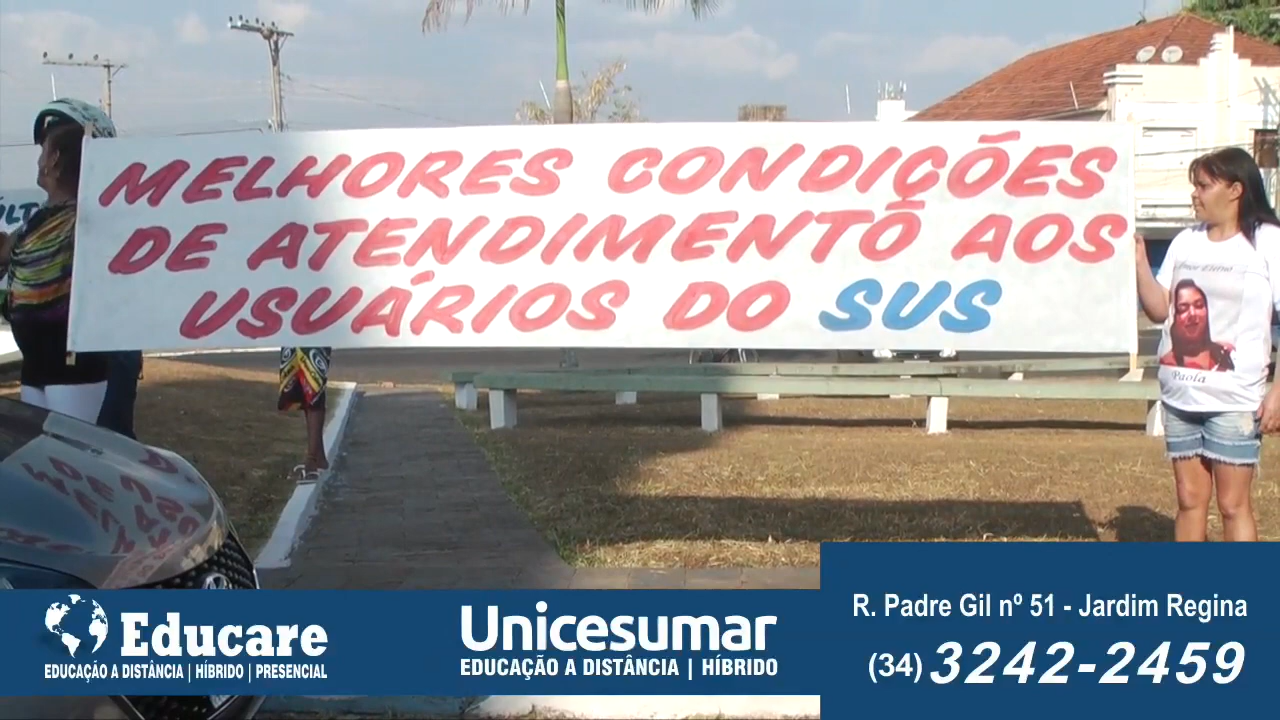 MELHORES CONDIÇÕES
DE ATENDIMENTO AOS
USUÁRIOS DO SUS
Paola
Educare
EDUCAÇÃO A DISTÂNCIA | HÍBRIDO | PRESENCIAL
Unicesumar
EDUCAÇÃO A DISTÂNCIA | HÍBRIDO
R. Padre Gil nº 51 - Jardim Regina
(34) 3242-2459